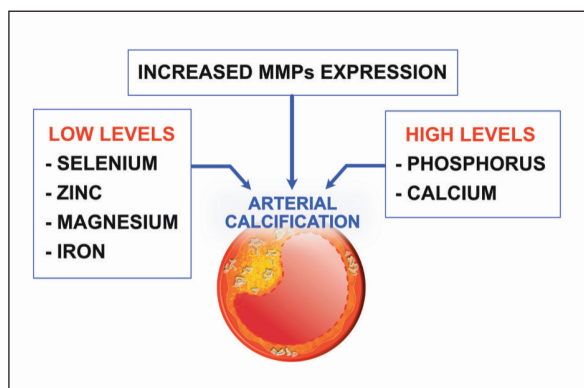 INCREASED MMPs EXPRESSION
LOW LEVELS
- SELENIUM
- ZINC
- MAGNESIUM
- IRON
HIGH LEVELS
- PHOSPHORUS
- CALCIUM
ARTERIAL
CALCIFICATION